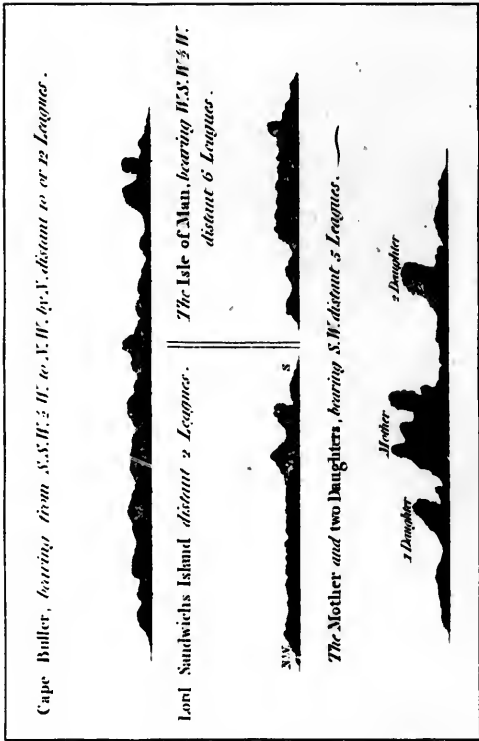 Cape Buller, bearing from S.S.W.½ W. to N.W. by N. distant 10 or 12 Leagues.
Lord Sandwichs Island distant 2 Leagues.
N.W.
S
The Isle of Man, bearing W.S.W.½ W.
distant 6 Leagues.
The Mother and two Daughters, bearing S.W. distant 5 Leagues.
1 Daughter
Mother
2 Daughter